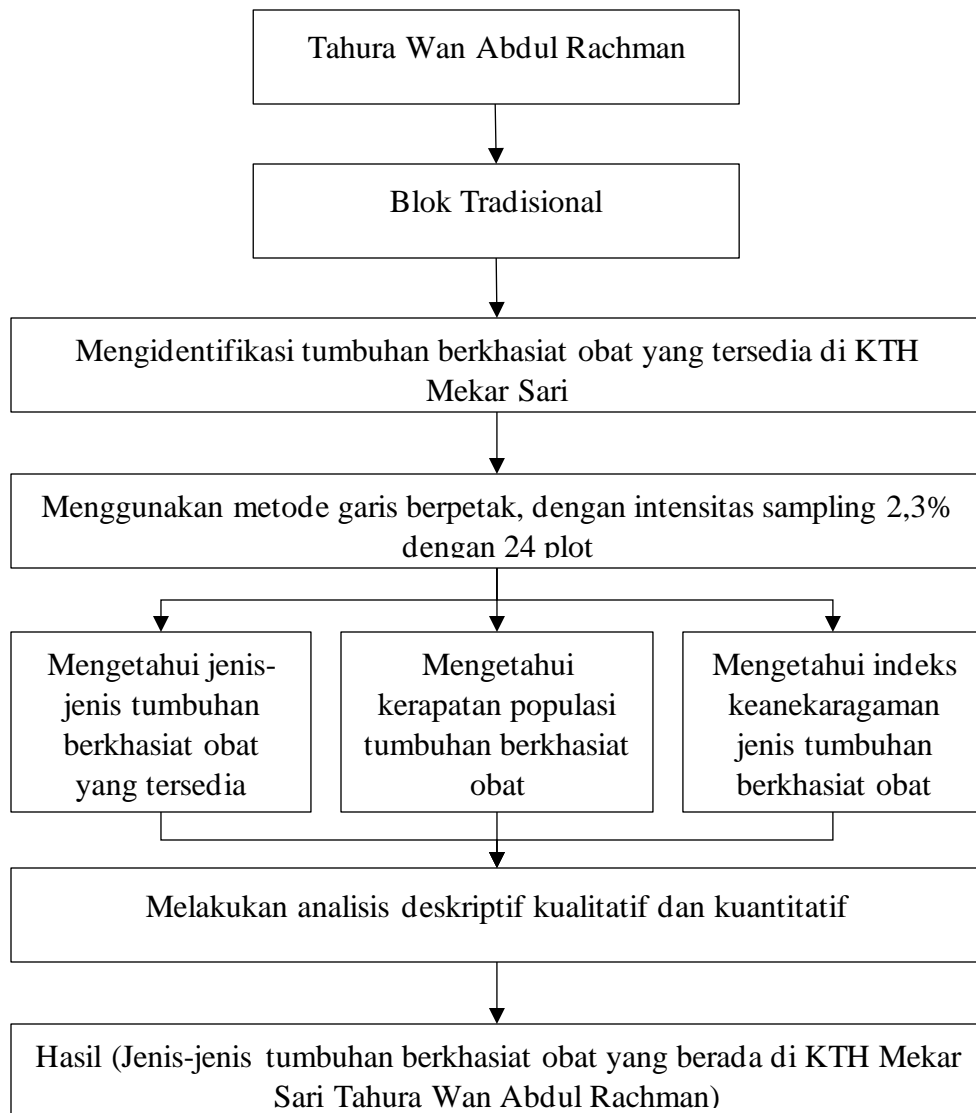 Tahura Wan Abdul Rachman
Blok Tradisional
Mengidentifikasi tumbuhan berkhasiat obat yang tersedia di KTH
Mekar Sari
Menggunakan metode garis berpetak, dengan intensitas sampling 2,3%
dengan 24 plot
Mengetahui jenis-
jenis tumbuhan
berkhasiat obat
yang tersedia
Mengetahui
kerapatan populasi
tumbuhan berkhasiat
obat
Mengetahui indeks
keanekaragaman
jenis tumbuhan
berkhasiat obat
Melakukan analisis deskriptif kualitatif dan kuantitatif
Hasil (Jenis-jenis tumbuhan berkhasiat obat yang berada di KTH Mekar
Sari Tahura Wan Abdul Rachman)